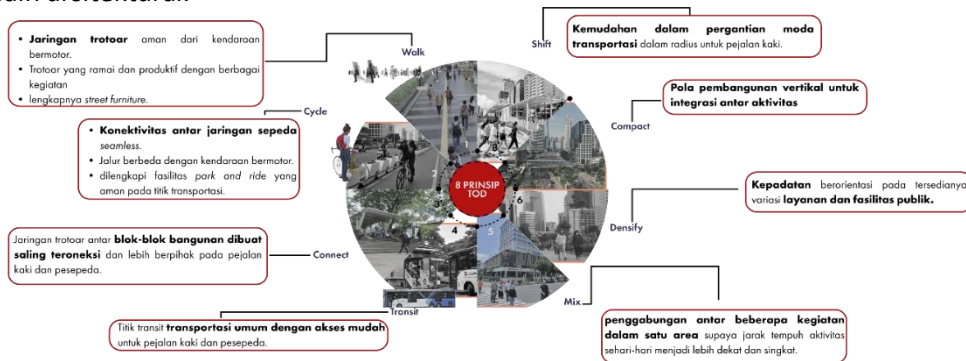 • Jaringan trotoar aman dari kendaraan
bermotor.
• Trotoar yang ramai dan produktif dengan berbagai
kegiatan
• lengkapnya street furniture.
Walk
Cycle
• Konektivitas antar jaringan sepeda
seamless.
• Jalur berbeda dengan kendaraan bermotor.
• dilengkapi fasilitas park and ride yang
aman pada titik transportasi.
Jaringan trotoar antar blok-blok bangunan dibuat
saling teroneksi dan lebih berpihak pada pejalan
kaki dan pesepeda.
Connect
Transit
Titik transit transportasi umum dengan akses mudah
untuk pejalan kaki dan pesepeda.
8 PRINSIP
TOD
3
4
5
6
8
Shift
Kemudahan dalam pergantian moda
transportasi dalam radius untuk pejalan kaki.
Compact
Pola pembangunan vertikal untuk
integrasi antar aktivitas
Densify
Kepadatan berorientasi pada tersedianya
variasi layanan dan fasilitas publik.
Mix
penggabungan antar beberapa kegiatan
dalam satu area supaya jarak tempuh aktivitas
sehari-hari menjadi lebih dekat dan singkat.